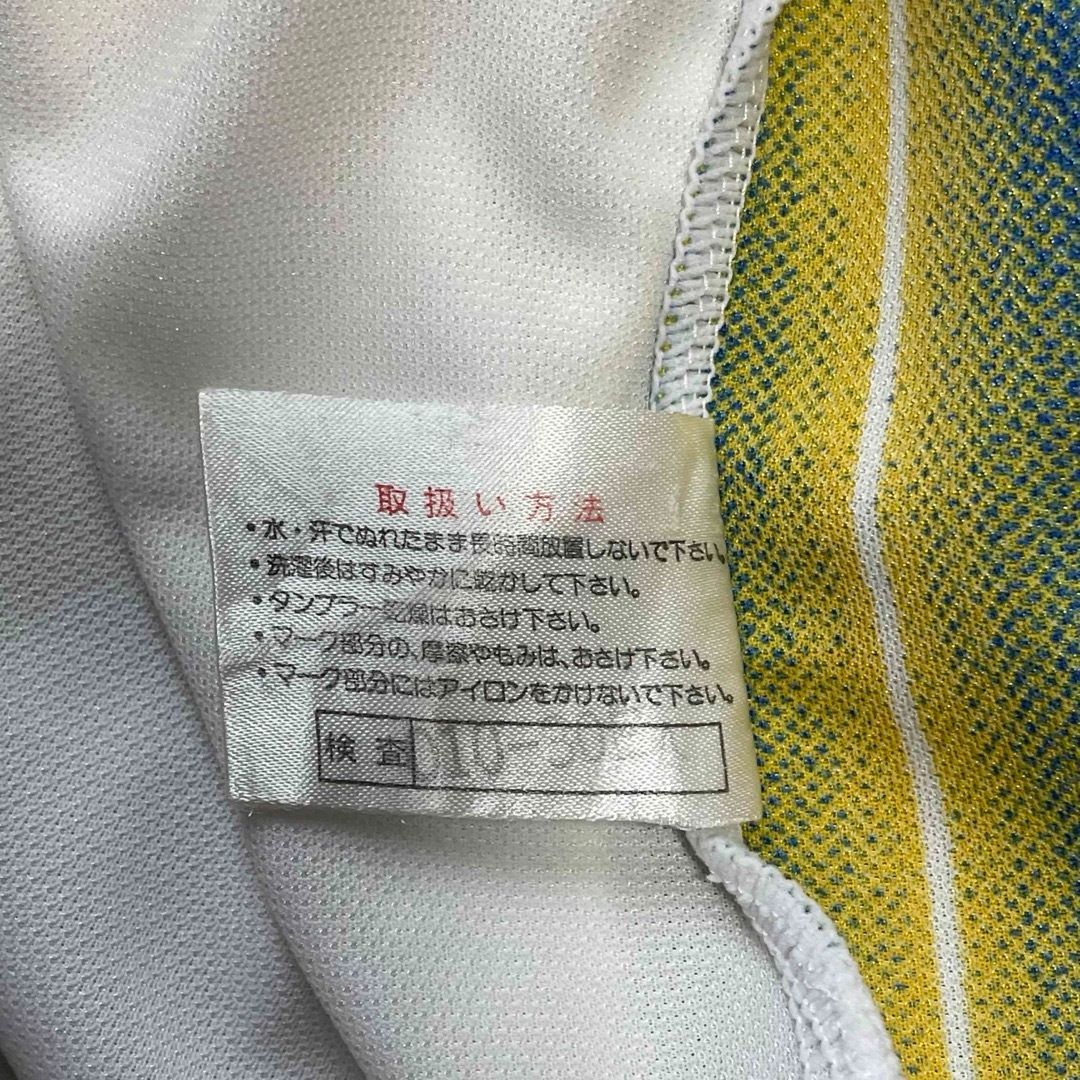 取扱い方法
・水・汗でぬれたまま長時間放置しないで下さい。
・洗濯後はすみやかに乾かして下さい。
・タンブラー乾燥はおさけ下さい。
・マーク部分の、摩擦やもみは、おさけ下さい。
・マーク部分にはアイロンをかけないで下さい。
検査